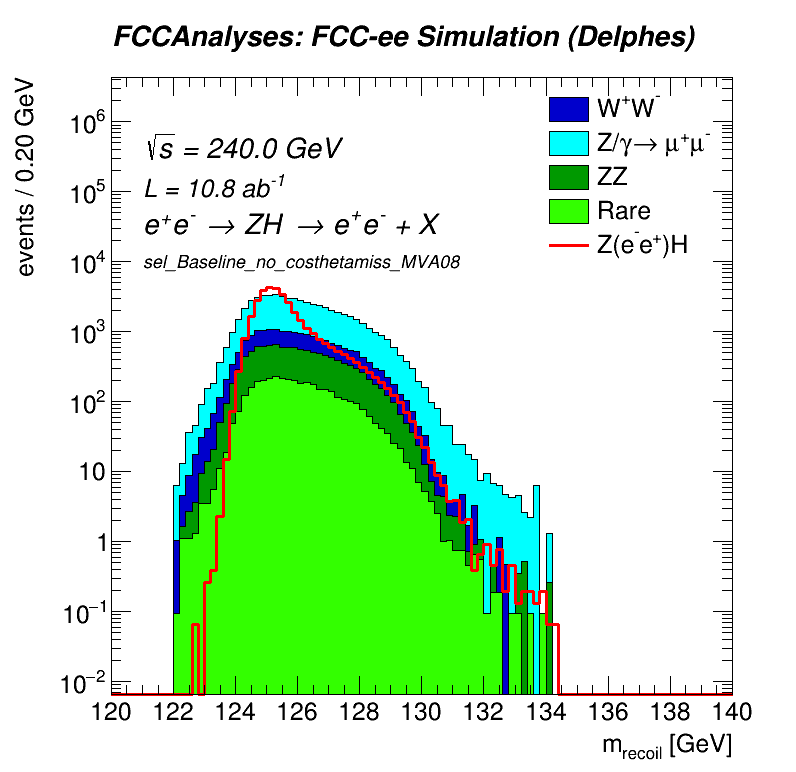 FCCAnalyses: FCC-ee Simulation (Delphes)
events / 0.20 GeV
√s = 240.0 GeV
L = 10.8 ab⁻¹
e⁺e⁻ → ZH → e⁺e⁻ + X
sel_Baseline_no_costhetamiss_MVA08
W⁺W⁻
Z/γ→ μ⁺μ⁻
ZZ
Rare
Z(e⁻e⁺)H
10⁶
10⁵
10⁴
10³
10²
10
1
10⁻¹
10⁻²
120 122 124 126 128 130 132 134 136 138 140
m_recoil [GeV]